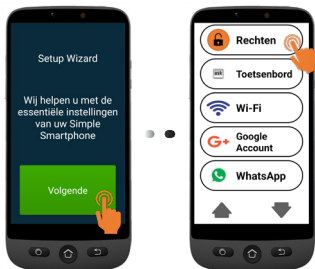 Setup Wizard
Wij helpen u met de
essentiële instellingen
van uw Simple
Smartphone
Volgende
Rechten
Toetsenbord
Wi-Fi
G+ Google
Account
WhatsApp